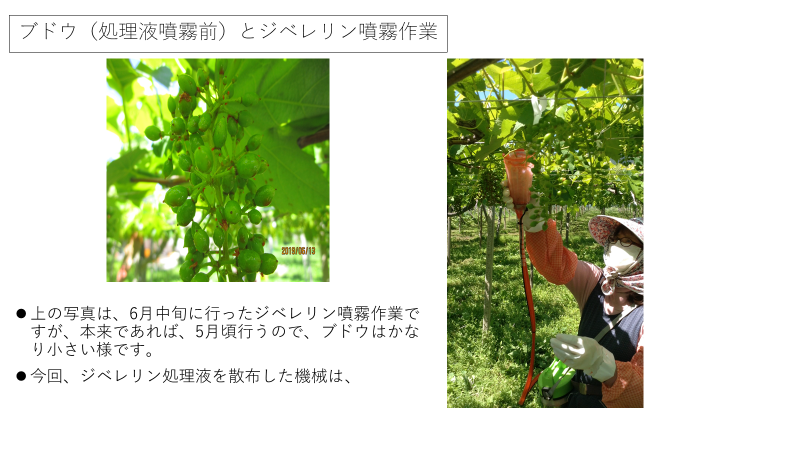 ブドウ（処理液噴霧前）とジベレリン噴霧作業
2019/06/13
●上の写真は、6月中旬に行ったジベレリン噴霧作業で
すが、本来であれば、5月頃行うので、ブドウはかな
り小さい様です。
●今回、ジベレリン処理液を散布した機械は、